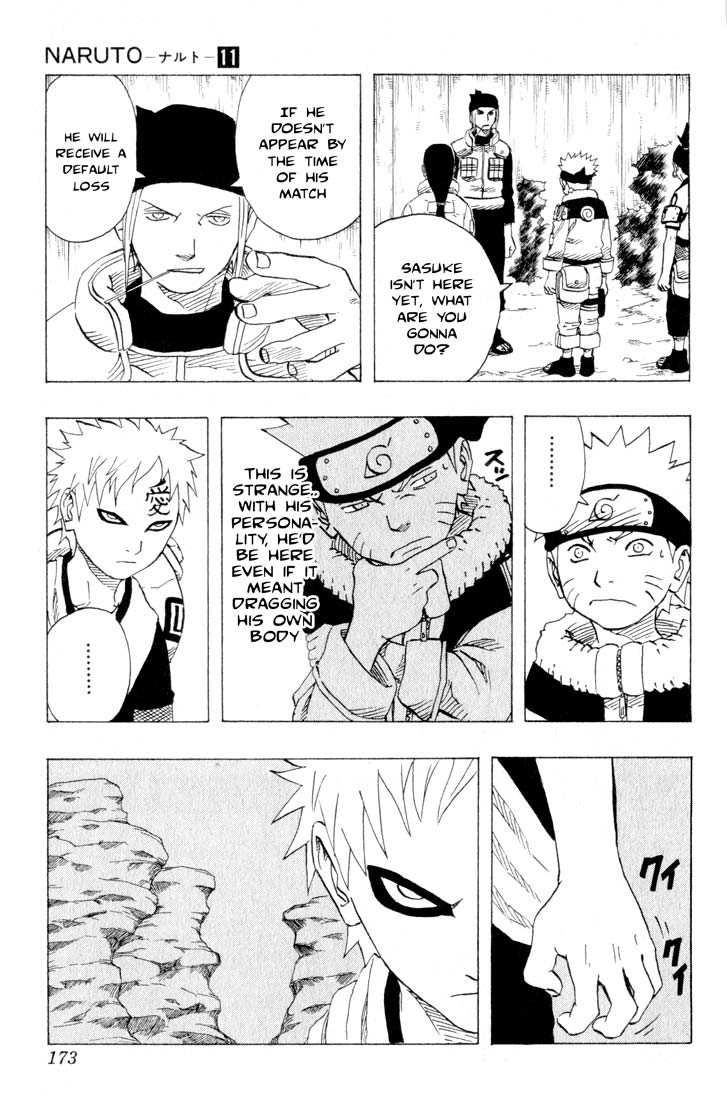 NARUTO -ナルト- 11
SASUKE
ISN'T HERE
YET, WHAT
ARE YOU
GONNA
DO?
IF HE
DOESN'T
APPEAR BY
THE TIME
OF HIS
MATCH
HE WILL
RECEIVE A
DEFAULT
LOSS
.........
ズッ
THIS IS
STRANGE..
WITH HIS
PERSONA-
LITY, HE'D
BE HERE
EVEN IF IT
MEANT
DRAGGING
HIS OWN
BODY
愛
.........
クイ
クイ
173